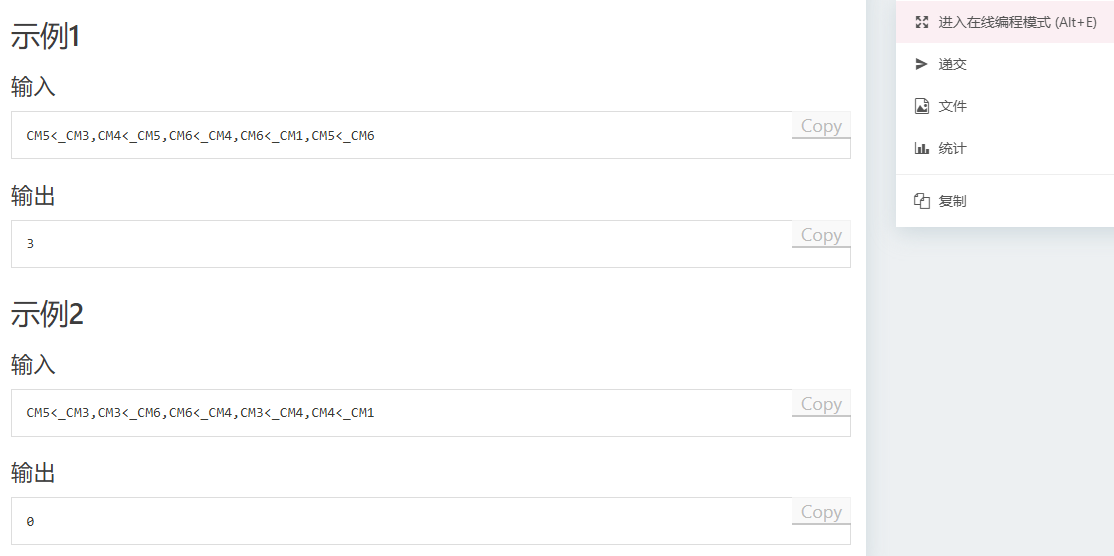 示例1
输入
Copy
CM5<_CM3,CM4<_CM5,CM6<_CM4,CM6<_CM1,CM5<_CM6
输出
Copy
3
示例2
输入
Copy
CM5<_CM3,CM3<_CM6,CM6<_CM4,CM3<_CM4,CM4<_CM1
输出
Copy
0
进入在线编程模式 (Alt+E)
递交
文件
统计
复制